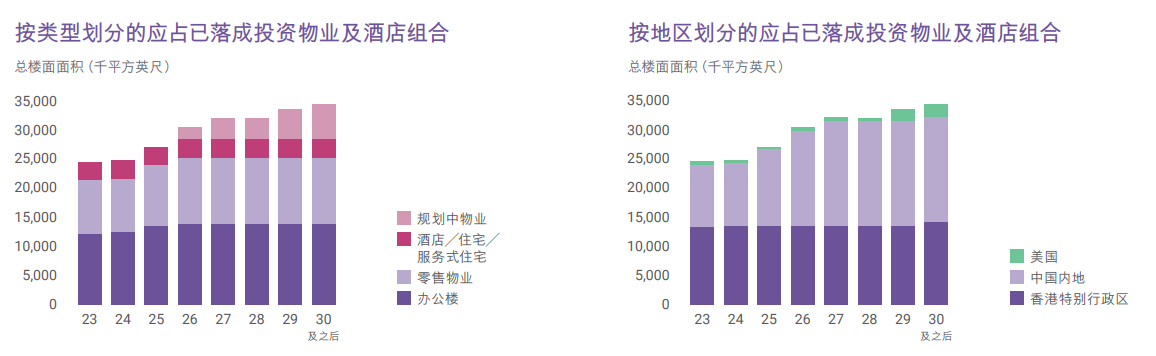 按类型划分的应占已落成投资物业及酒店组合
总楼面面积（千平方英尺）
35,000
30,000
25,000
20,000
15,000
10,000
5,000
0
23 24 25 26 27 28 29 30
及之后
规划中物业
酒店／住宅／
服务式住宅
零售物业
办公楼
按地区划分的应占已落成投资物业及酒店组合
总楼面面积（千平方英尺）
35,000
30,000
25,000
20,000
15,000
10,000
5,000
0
23 24 25 26 27 28 29 30
及之后
美国
中国内地
香港特别行政区